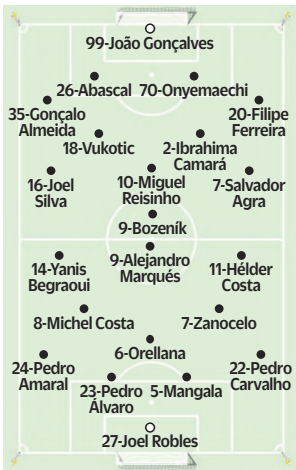 99-João Gonçalves
26-Abascal 70-Onyemaechi
35-Gonçalo
Almeida
20-Filipe
Ferreira
18-Vukotic
2-Ibrahima
Camará
16-Joel
Silva
10-Miguel
Reisinho
7-Salvador
Agra
9-Bozeník
9-Alejandro
Marqués
14-Yanis
Begraoui
11-Hélder
Costa
8-Michel Costa
7-Zanocelo
6-Orellana
24-Pedro
Amaral
22-Pedro
Carvalho
23-Pedro
Álvaro
5-Mangala
27-Joel Robles